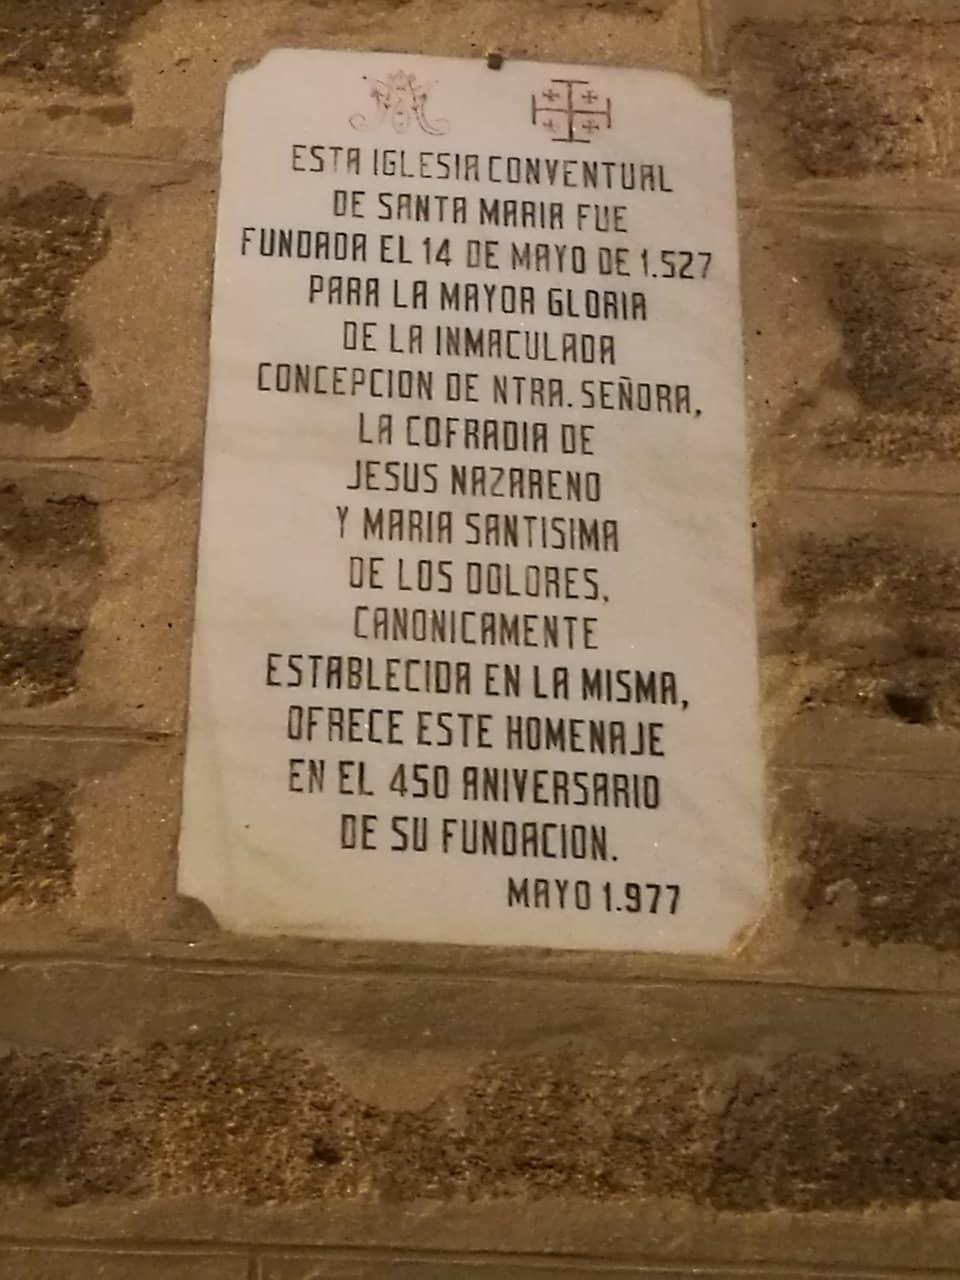 ESTA IGLESIA CONVENTUAL
DE SANTA MARIA FUE
FUNDADA EL 14 DE MAYO DE 1.527
PARA LA MAYOR GLORIA
DE LA INMACULADA
CONCEPCION DE NTRA. SEÑORA,
LA COFRADIA DE
JESUS NAZARENO
Y MARIA SANTISIMA
DE LOS DOLORES,
CANONICAMENTE
ESTABLECIDA EN LA MISMA,
OFRECE ESTE HOMENAJE
EN EL 450 ANIVERSARIO
DE SU FUNDACION.
MAYO 1.977